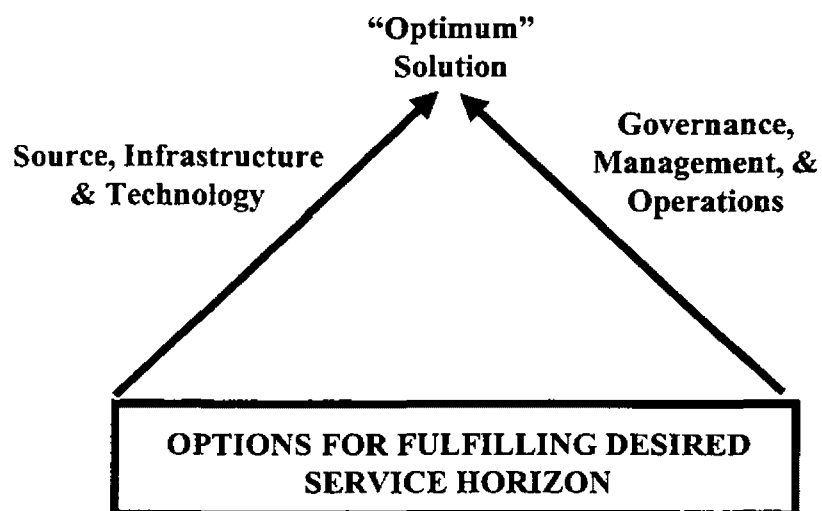 “Optimum”
Solution
Source, Infrastructure
& Technology
Governance,
Management, &
Operations
OPTIONS FOR FULFILLING DESIRED
SERVICE HORIZON